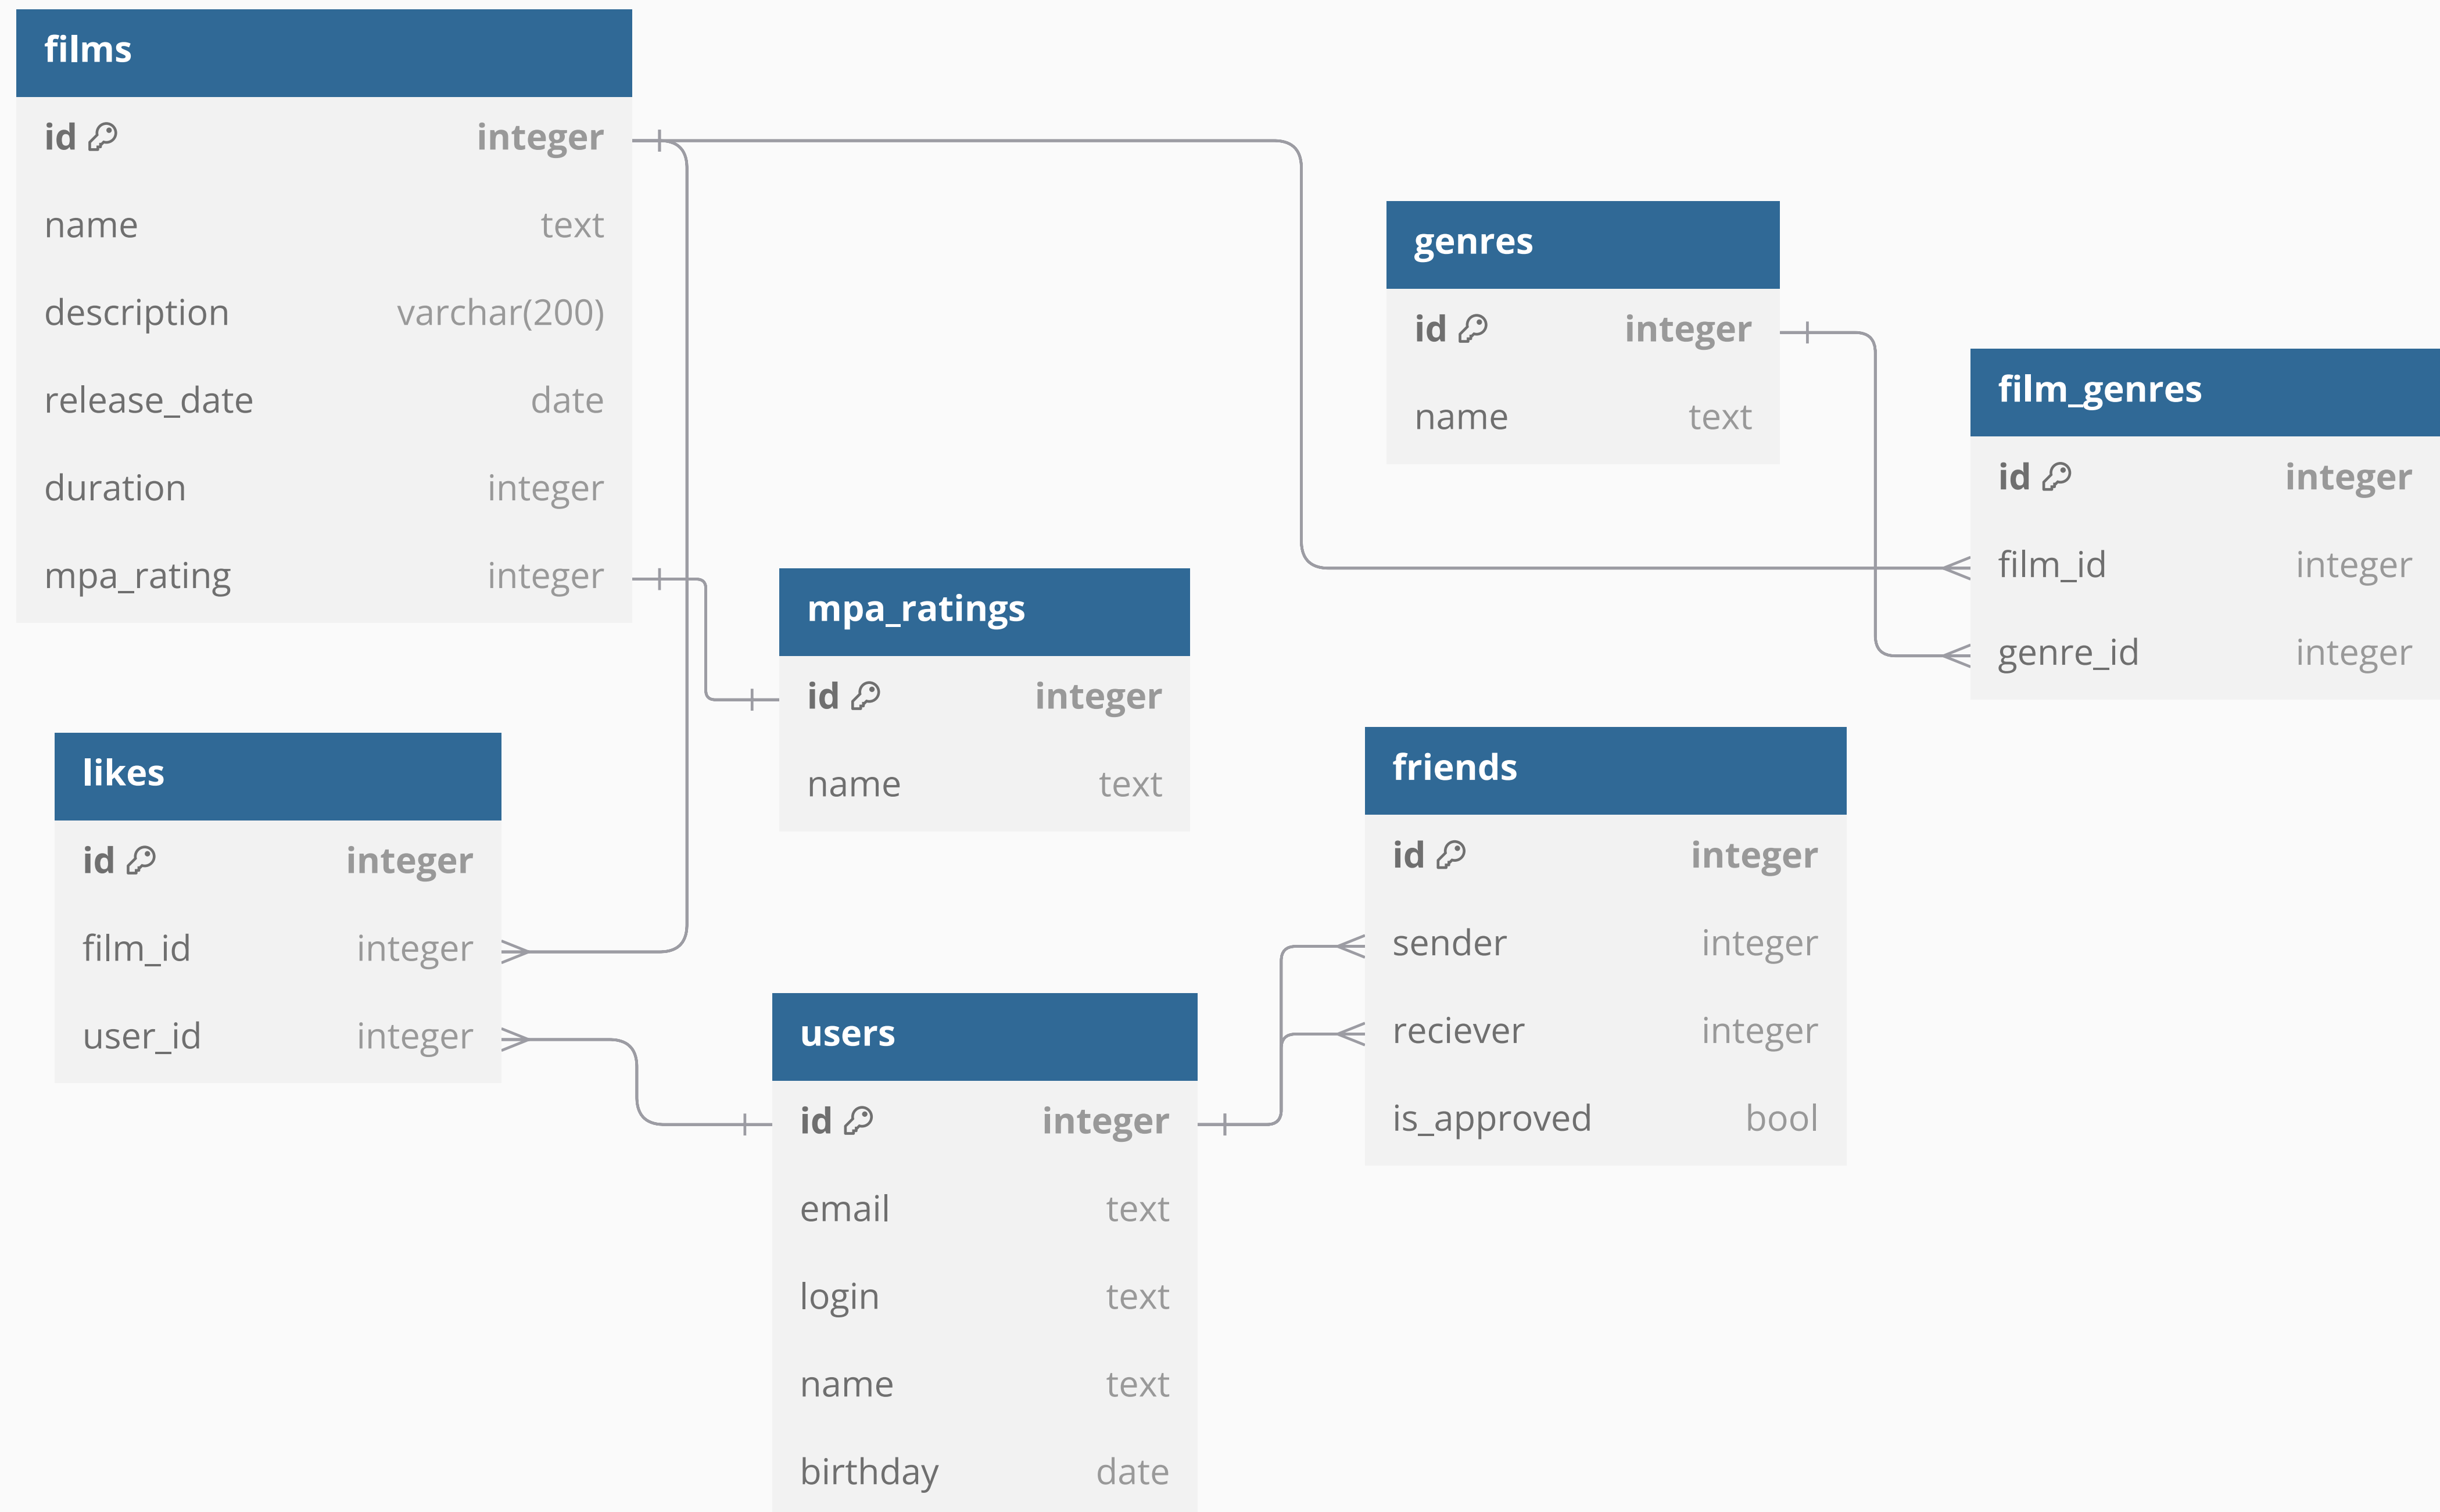 films
id integer
name text
description varchar(200)
release_date date
duration integer
mpa_rating integer
genres
id integer
name text
film_genres
id integer
film_id integer
genre_id integer
mpa_ratings
id integer
name text
likes
id integer
film_id integer
user_id integer
friends
id integer
sender integer
reciever integer
is_approved bool
users
id integer
email text
login text
name text
birthday date